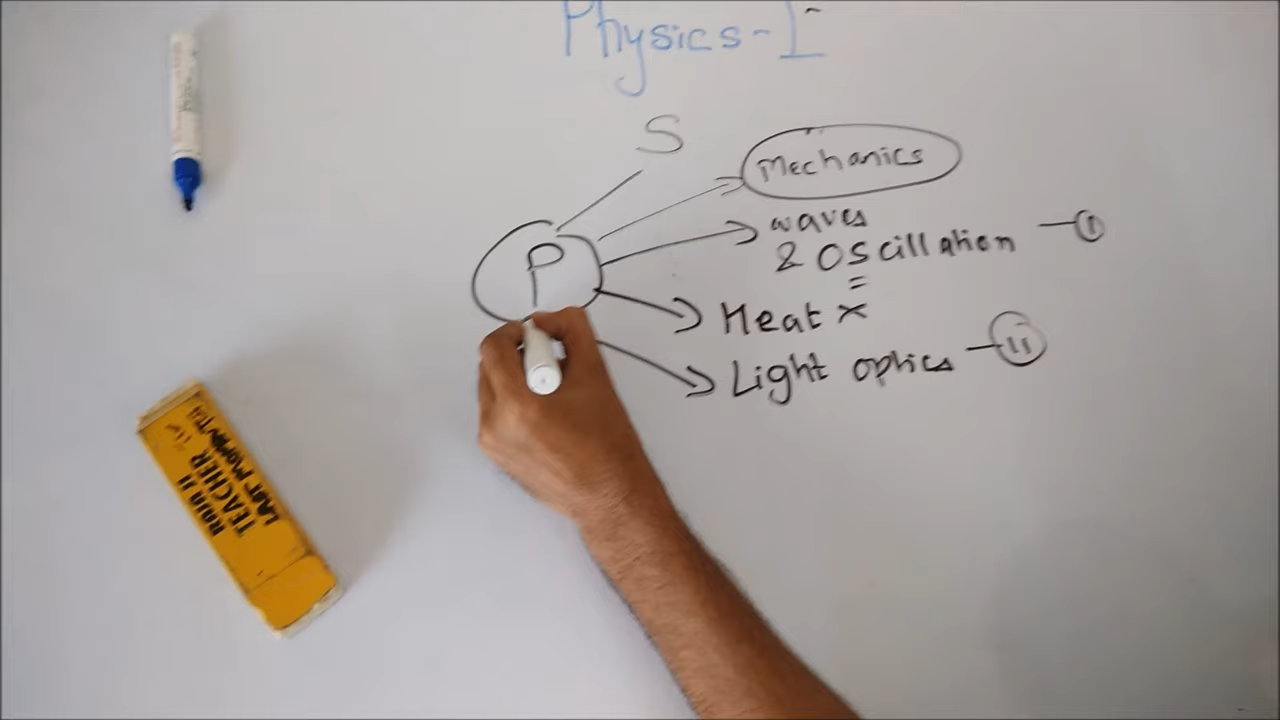 Physics-I
S
Mechanics
P
waves
& Oscillation - (I)
=
Heat ×
Light optics - (II)
TEACHER
LAST MOMENT